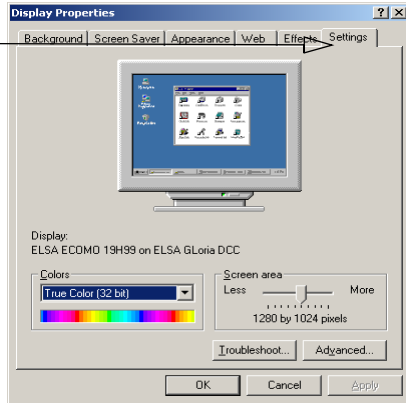 Display Properties
Background Screen Saver Appearance Web Effects Settings
Display:
ELSA ECOMO 19H99 on ELSA GLoria DCC
Colors
True Color (32 bit)
Screen area
Less More
1280 by 1024 pixels
Troubleshoot... Advanced...
OK Cancel Apply